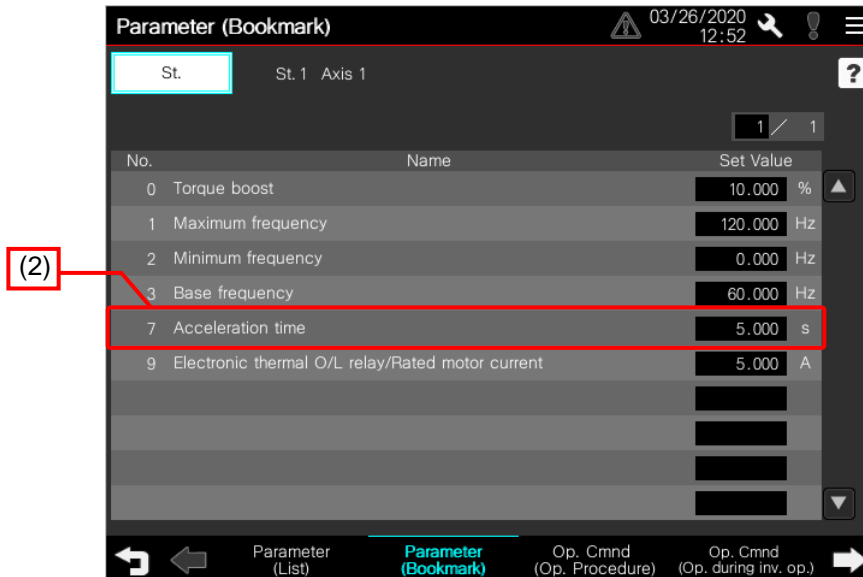 Parameter (Bookmark)
03/26/2020
12:52
St.
St. 1 Axis 1
?
1 / 1
No. Name Set Value
0 Torque boost 10.000 %
1 Maximum frequency 120.000 Hz
2 Minimum frequency 0.000 Hz
(2)
3 Base frequency 60.000 Hz
7 Acceleration time 5.000 s
9 Electronic thermal O/L relay/Rated motor current 5.000 A
Parameter
(List)
Parameter
(Bookmark)
Op. Cmnd
(Op. Procedure)
Op. Cmnd
(Op. during inv. op.)